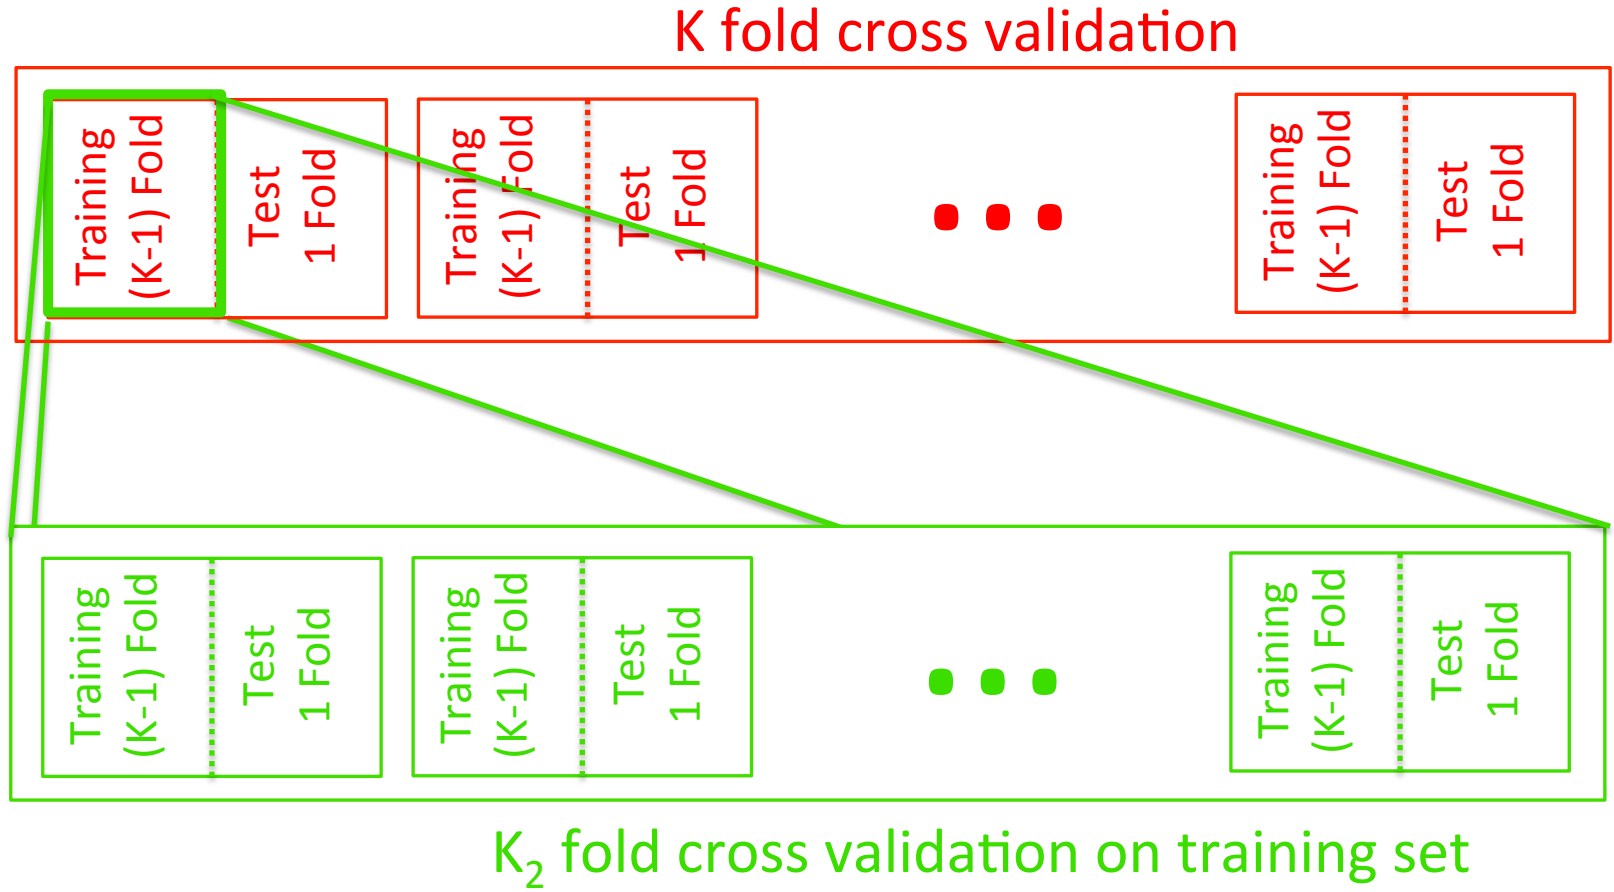 K fold cross validation
Training
(K-1) Fold
Test
1 Fold
Training
(K-1) Fold
Test
1 Fold
Training
(K-1) Fold
Test
1 Fold
Training
(K-1) Fold
Test
1 Fold
Training
(K-1) Fold
Test
1 Fold
Training
(K-1) Fold
Test
1 Fold
K₂ fold cross validation on training set